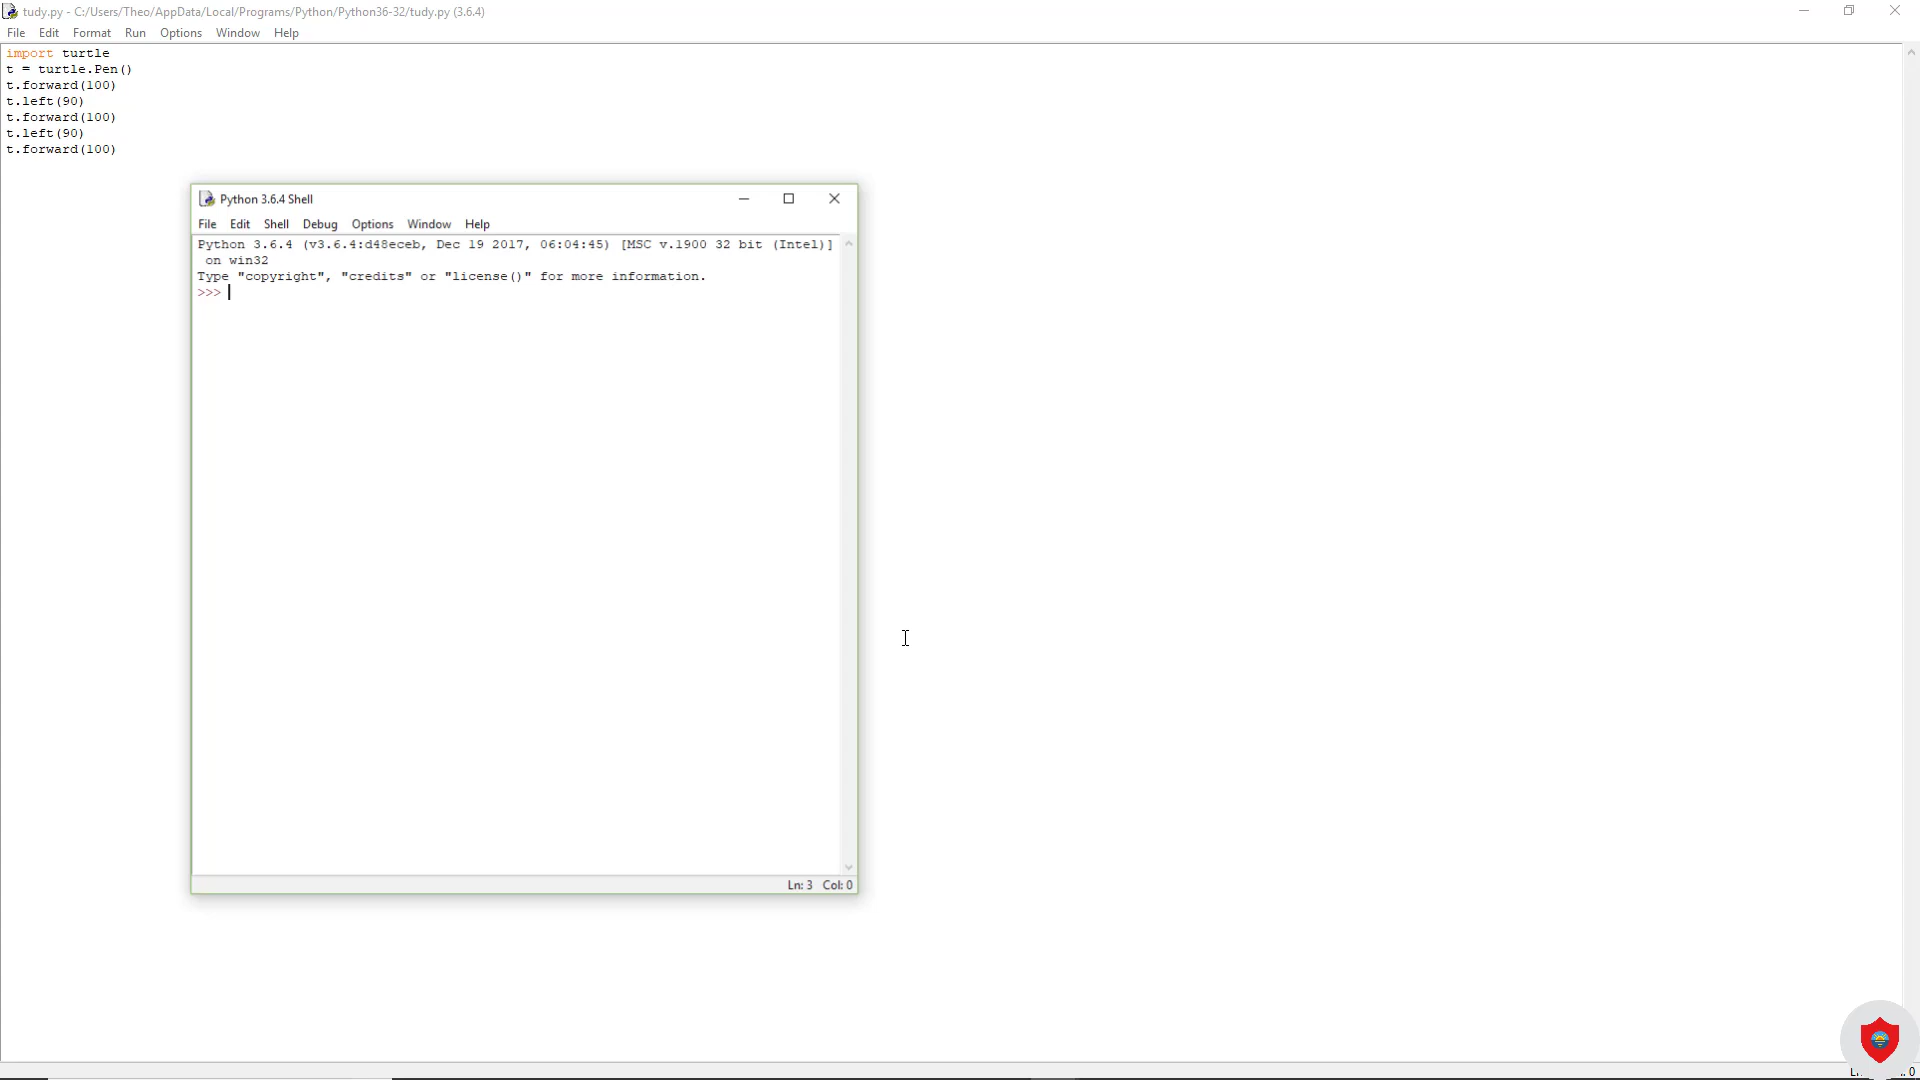 tudy.py - C:/Users/Theo/AppData/Local/Programs/Python/Python36-32/tudy.py (3.6.4)
File Edit Format Run Options Window Help
import turtle
t = turtle.Pen()
t.forward(100)
t.left(90)
t.forward(100)
t.left(90)
t.forward(100)
Python 3.6.4 Shell
File Edit Shell Debug Options Window Help
Python 3.6.4 (v3.6.4:d48eceb, Dec 19 2017, 06:04:45) [MSC v.1900 32 bit (Intel)]
on win32
Type "copyright", "credits" or "license()" for more information.
>>>
Ln: 3 Col: 0